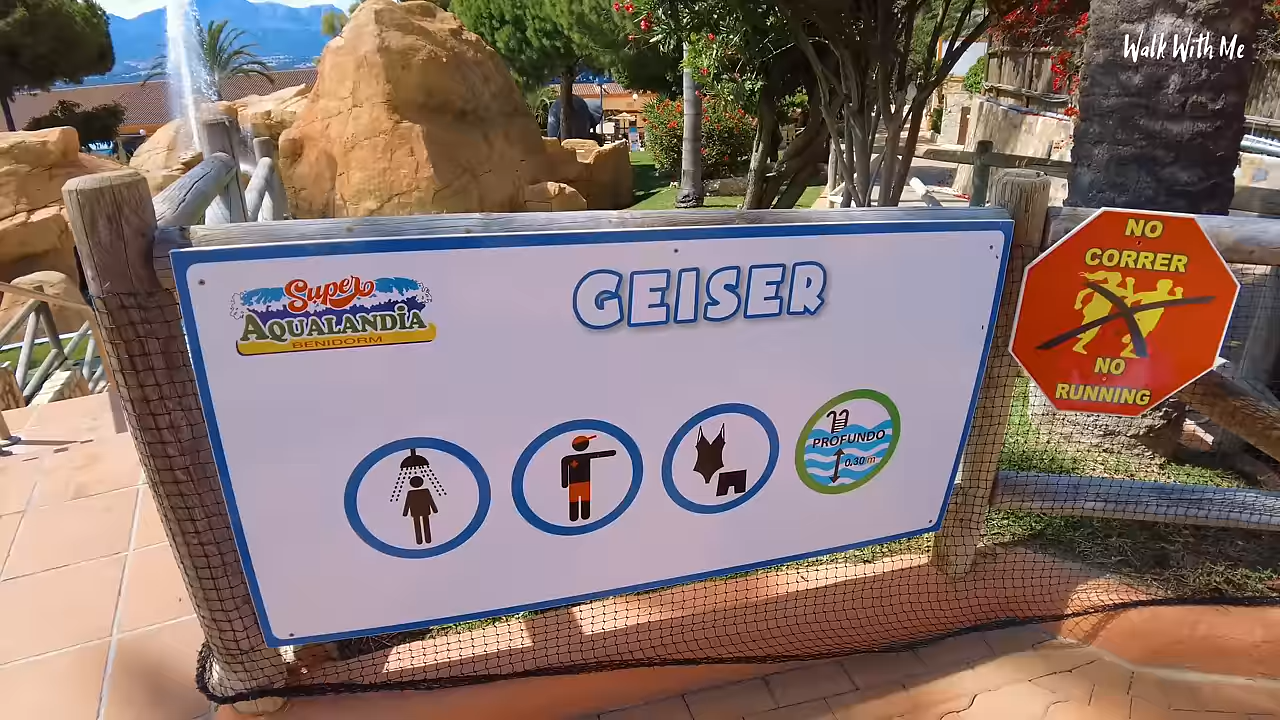 Walk With Me
Super
AQUALANDIA
BENIDORM
GEISER
PROFUNDO
0.30 m
NO
CORRER
NO
RUNNING